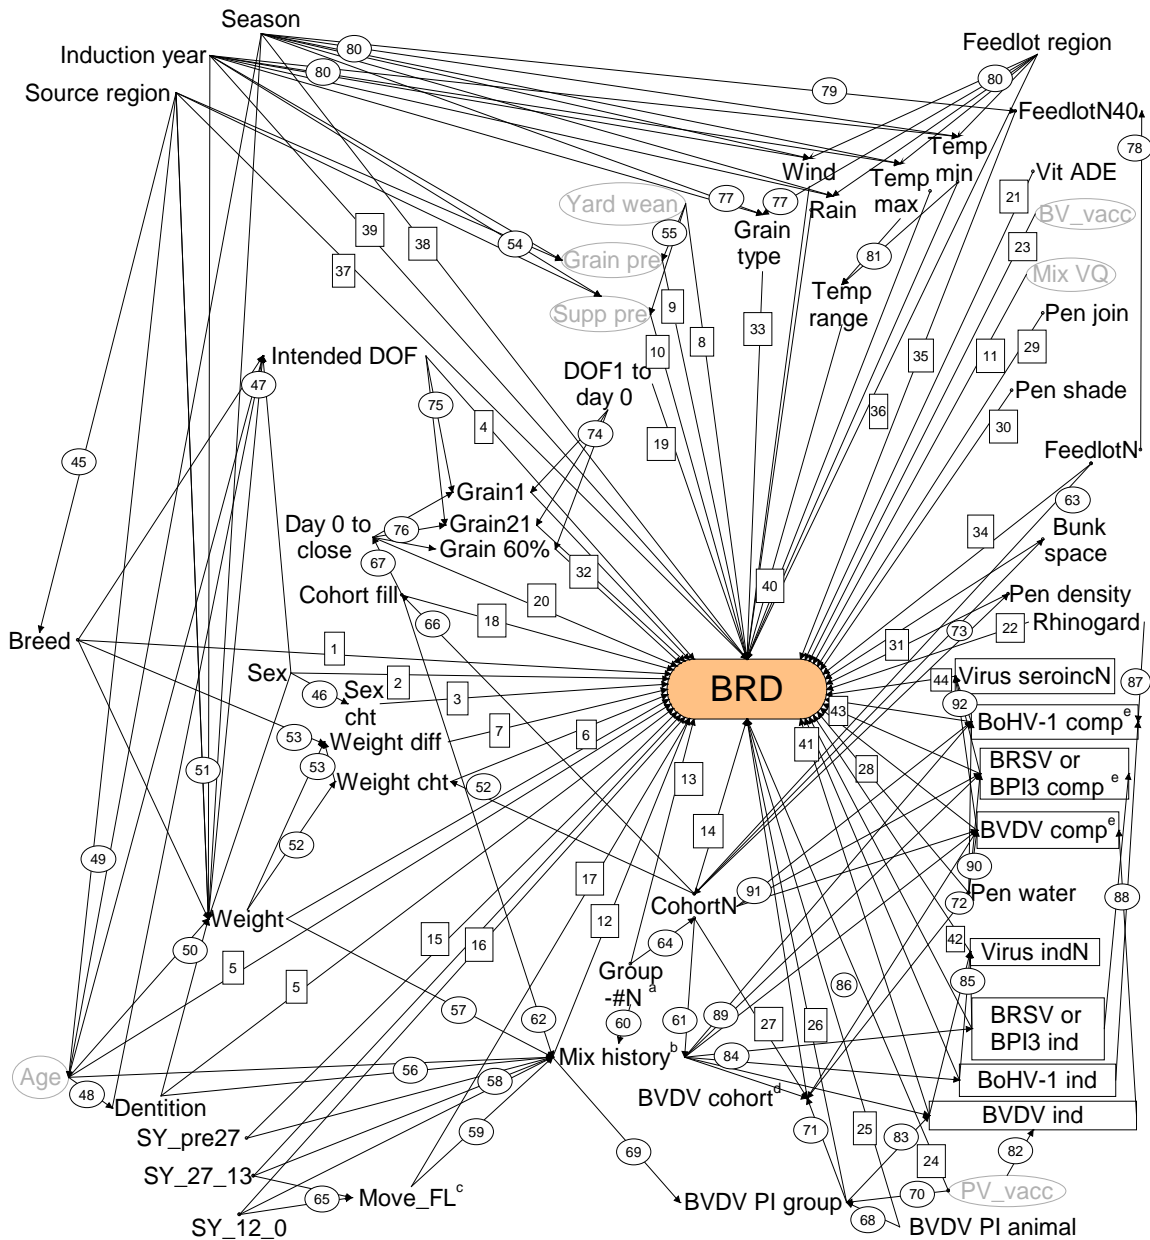 Season
Induction year
Feedlot region
Source region
80
80
80
79
FeedlotN40
78
Wind
Temp
min
Temp
max
Rain
Vit ADE
21
Yard wean
77
77
BV_vacc
55
Grain
type
39
38
54
23
37
Grain pre
81
Mix VQ
9
Temp
range
Supp pre
33
Pen join
8
10
35
11
29
Intended DOF
47
DOF1 to
day 0
36
Pen shade
75
4
74
30
45
19
FeedlotN
Grain1
63
Day 0 to
close
76
Grain21
34
Bunk
space
Grain 60%
67
32
40
Cohort fill
20
Pen density
18
66
22
Rhinogard
Breed
1
31
73
Sex
2
44
Virus seroincN
87
46
Sex
cht
3
BRD
92
43
BoHV-1 comp e
53
Weight diff
7
6
41
BRSV or
BPI3 comp e
53
51
Weight cht
52
13
28
14
BVDV comp e
52
49
90
17
91
Pen water
88
Weight
CohortN
72
12
15
16
42
50
64
Virus indN
5
5
Group
-#N a
85
86
57
62
60
61
89
27
26
BRSV or
BPI3 ind
Mix history b
84
56
58
Age
BoHV-1 ind
48
Dentition
BVDV cohort d
BVDV ind
SY_pre27
59
71
25
83
82
69
24
SY_27_13
65
Move_FL c
BVDV PI group
70
PV_vacc
68
SY_12_0
BVDV PI animal